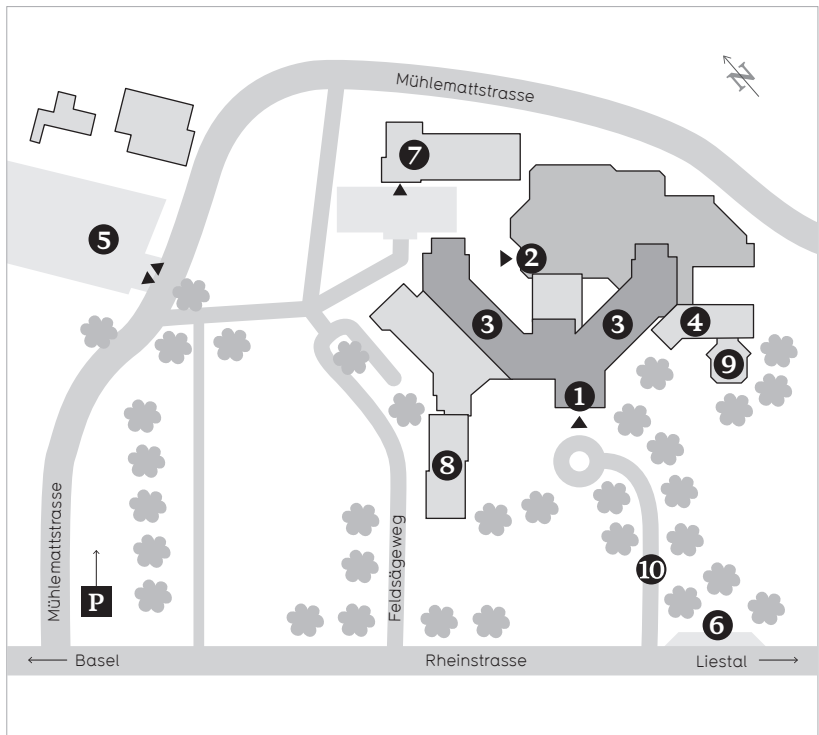 Mühlemattstrasse
N
7
5
2
3
3
4
9
1
8
Mühlemattstrasse
Feldsägeweg
10
P
6
Basel
Rheinstrasse
Liestal